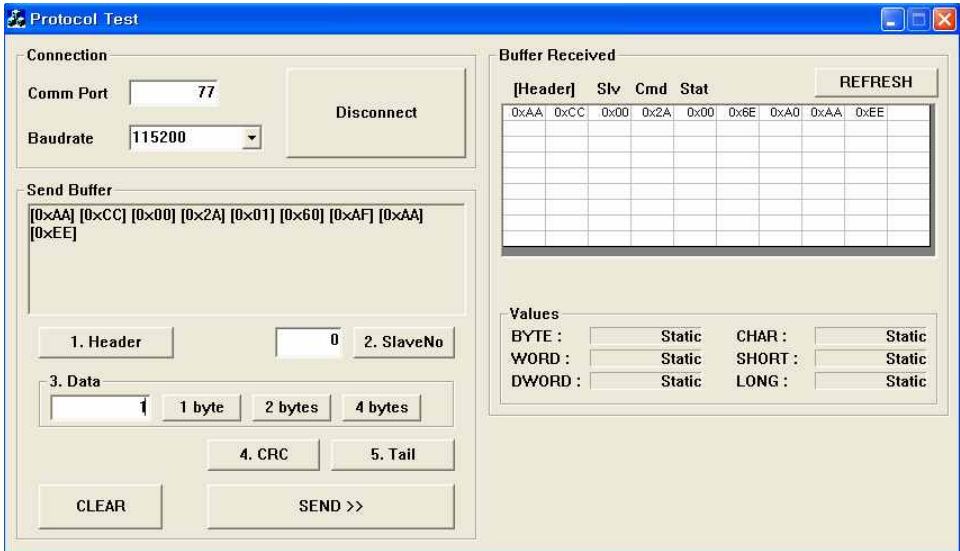 Protocol Test
Connection
Comm Port 77
Baudrate 115200
Disconnect
Send Buffer
[0xAA] [0xCC] [0x00] [0x2A] [0x01] [0x60] [0xAF] [0xAA]
[0xEE]
1. Header 0 2. SlaveNo
3. Data
1 1 byte 2 bytes 4 bytes
4. CRC 5. Tail
CLEAR SEND >>
Buffer Received
[Header] Slv Cmd Stat REFRESH
0xAA 0xCC 0x00 0x2A 0x00 0x6E 0xA0 0xAA 0xEE
Values
BYTE : Static CHAR : Static
WORD : Static SHORT : Static
DWORD : Static LONG : Static